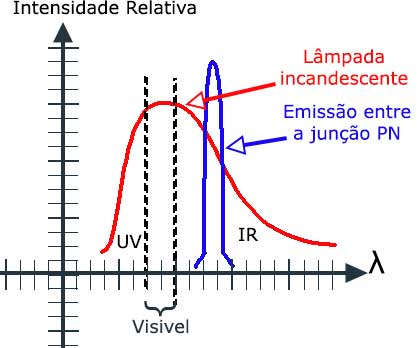 Intensidade Relativa
Lâmpada
incandescente
Emissão entre
a junção PN
UV
IR
λ
Visivel